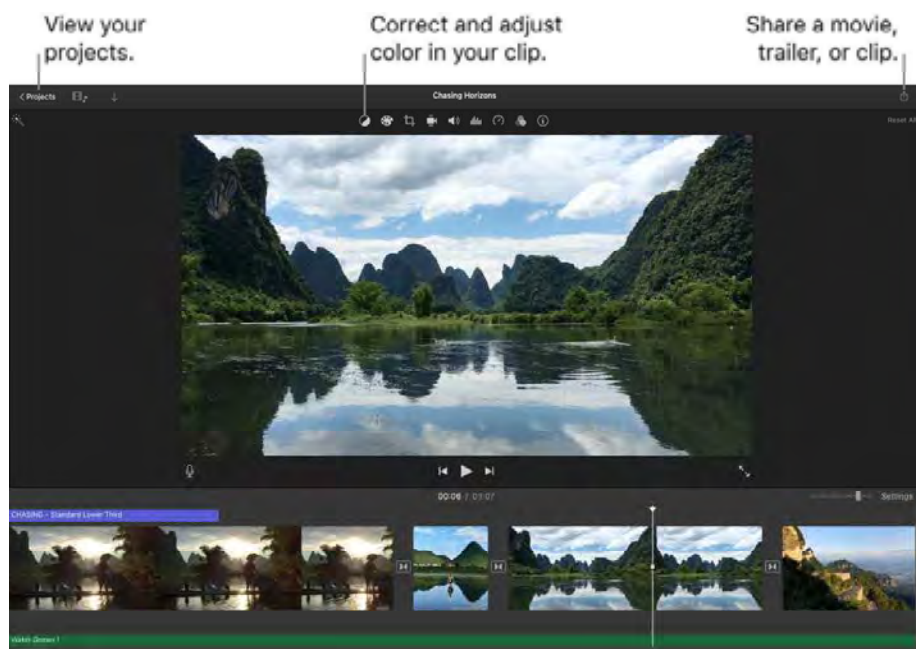 View your
projects.
Correct and adjust
color in your clip.
Share a movie,
trailer, or clip.
Projects
Chasing Horizons
Reset All
00:06 / 01:07
Settings
CHASING – Standard Lower Third